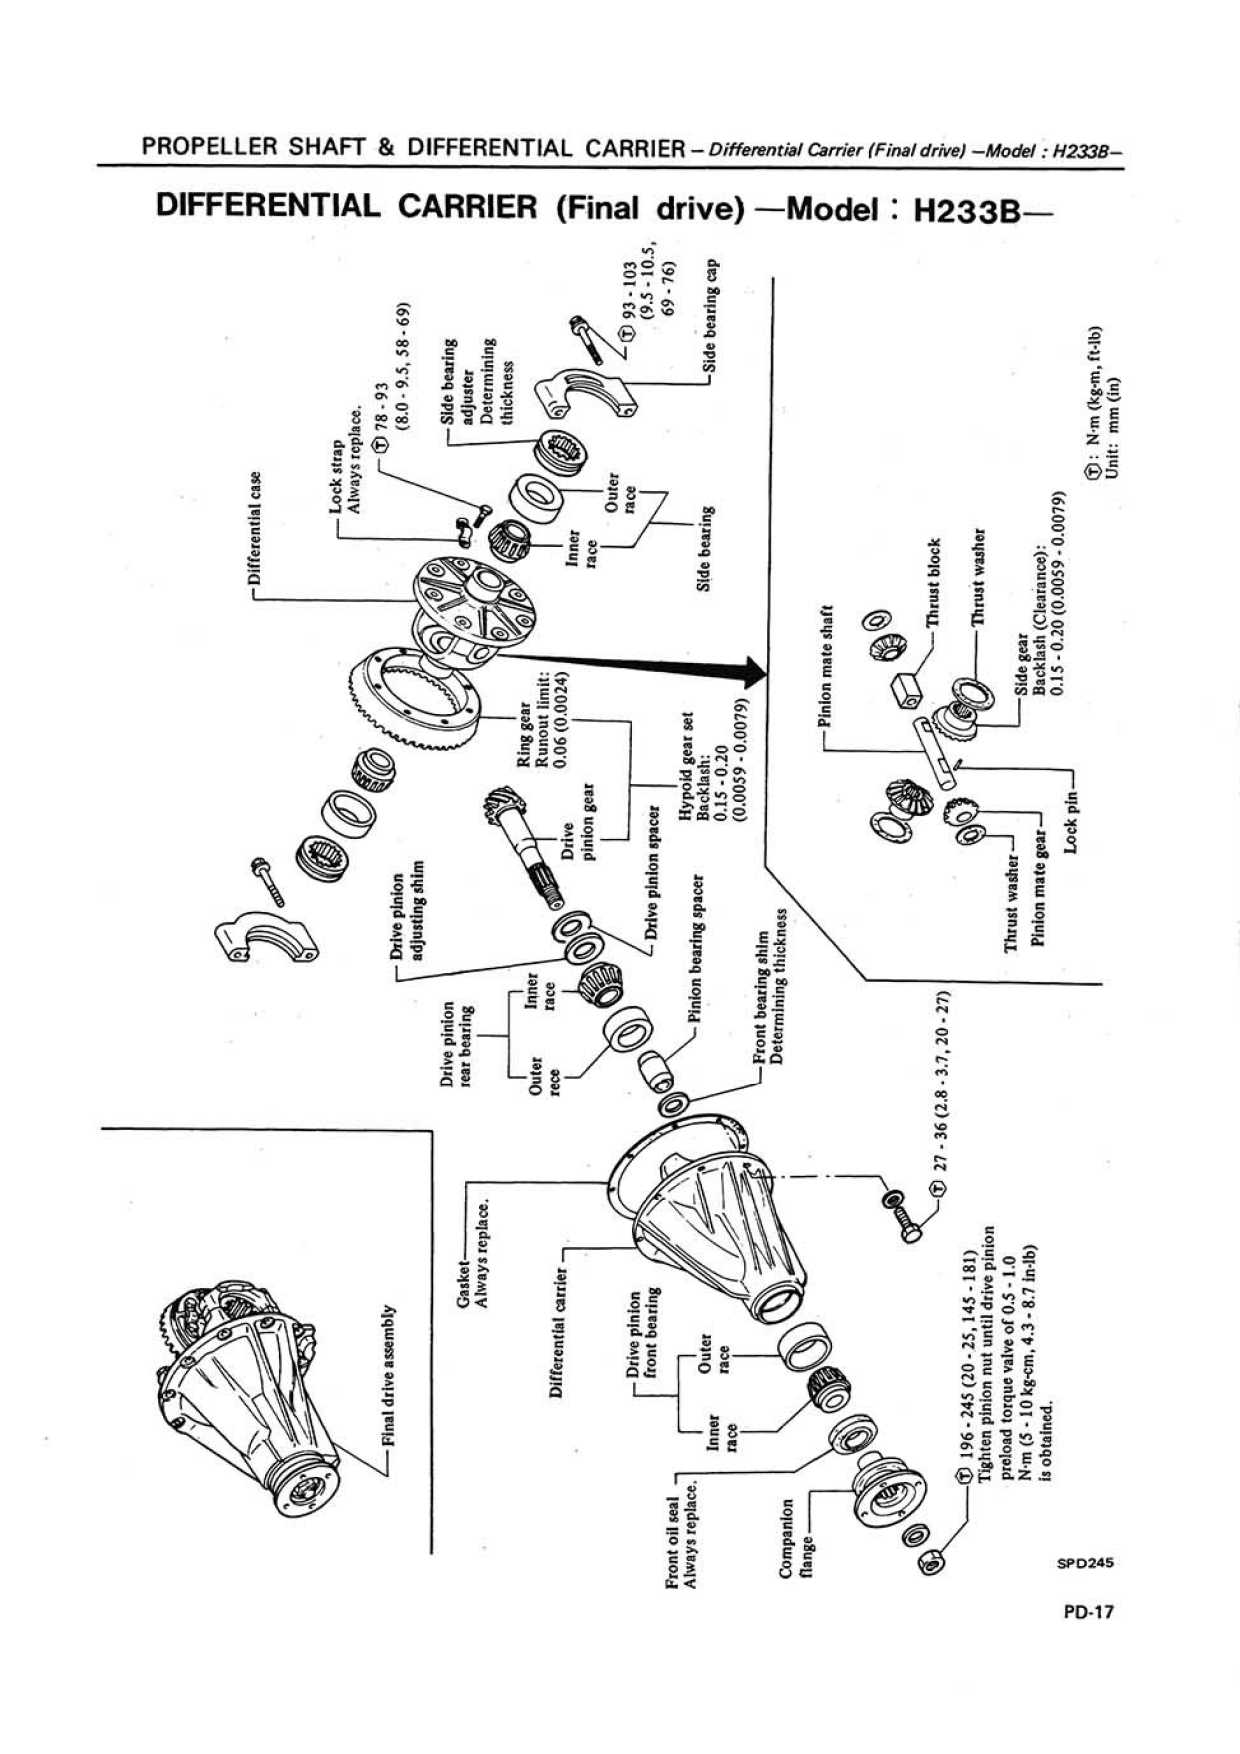 PROPELLER SHAFT & DIFFERENTIAL CARRIER – Differential Carrier (Final drive) –Model : H233B–
DIFFERENTIAL CARRIER (Final drive) —Model : H233B—
Differential case
Lock strap
Always replace.
Ⓣ 78 - 93
(8.0 - 9.5, 58 - 69)
Side bearing
adjuster
Determining
thickness
Ⓣ 93 - 103
(9.5 - 10.5,
69 - 76)
Side bearing cap
Outer
race
Inner
race
Side bearing
Ring gear
Runout limit:
0.06 (0.0024)
Drive
pinion gear
Hypoid gear set
Backlash:
0.15 - 0.20
(0.0059 - 0.0079)
Drive pinion
adjusting shim
Drive pinion spacer
Drive pinion
rear bearing
Inner
race
Outer
rece
Pinion bearing spacer
Front bearing shim
Determining thickness
Pinion mate shaft
Thrust block
Thrust washer
Side gear
Backlash (Clearance):
0.15 - 0.20 (0.0059 - 0.0079)
Lock pin
Pinion mate gear
Thrust washer
Ⓣ : N·m (kg-m, ft-lb)
Unit: mm (in)
Final drive assembly
Gasket
Always replace.
Differential carrier
Drive pinion
front bearing
Outer
race
Inner
race
Front oil seal
Always replace.
Companion
flange
Ⓣ 27 - 36 (2.8 - 3.7, 20 - 27)
Ⓣ 196 - 245 (20 - 25, 145 - 181)
Tighten pinion nut until drive pinion
preload torque valve of 0.5 - 1.0
N·m (5 - 10 kg-cm, 4.3 - 8.7 in-lb)
is obtained.
SPD245
PD-17